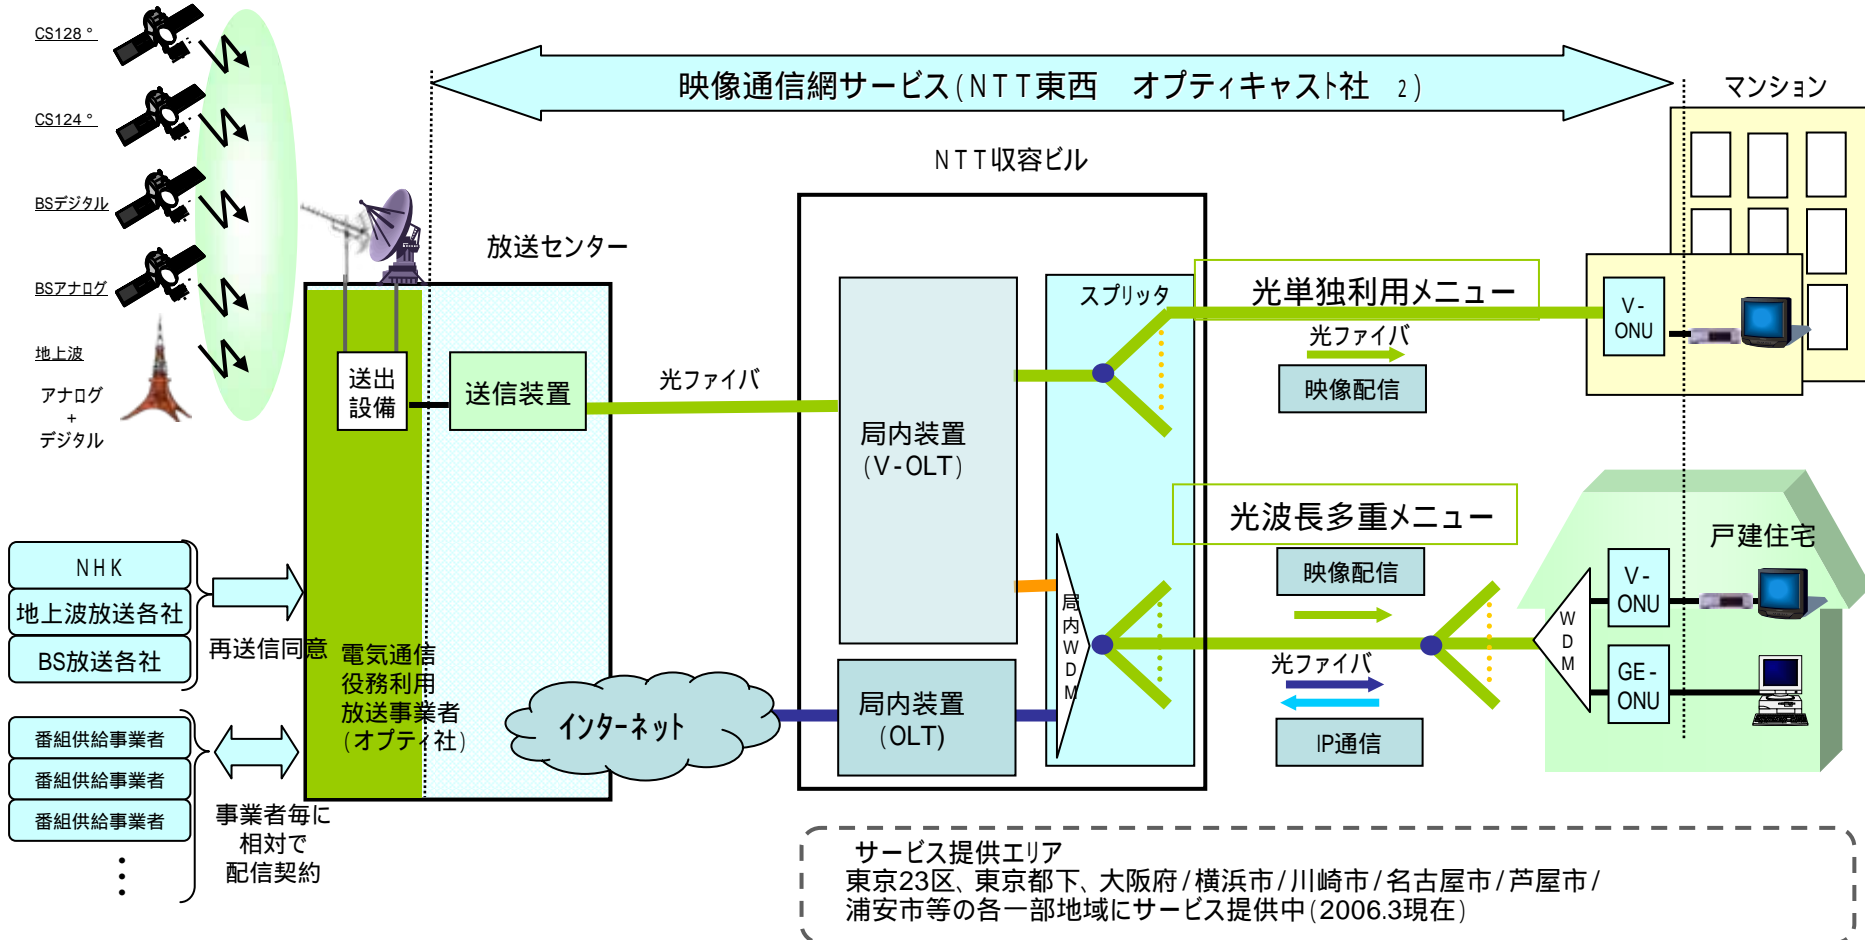 CS128°
CS124°
BSデジタル
BSアナログ
地上波
アナログ
+
デジタル
映像通信網サービス(NTT東西　オプティキャスト社　2)
マンション
NTT収容ビル
放送センター
送出
設備
送信装置
光ファイバ
局内装置
(V-OLT)
スプリッタ
光単独利用メニュー
光ファイバ
映像配信
V-
ONU
NHK
地上波放送各社
BS放送各社
再送信同意
電気通信
役務利用
放送事業者
(オプティ社)
番組供給事業者
番組供給事業者
番組供給事業者
・
・
・
事業者毎に
相対で
配信契約
インターネット
局内装置
(OLT)
局
内
W
D
M
光波長多重メニュー
映像配信
光ファイバ
IP通信
戸建住宅
W
D
M
V-
ONU
GE-
ONU
サービス提供エリア
東京23区、東京都下、大阪府/横浜市/川崎市/名古屋市/芦屋市/
浦安市等の各一部地域にサービス提供中(2006.3現在)